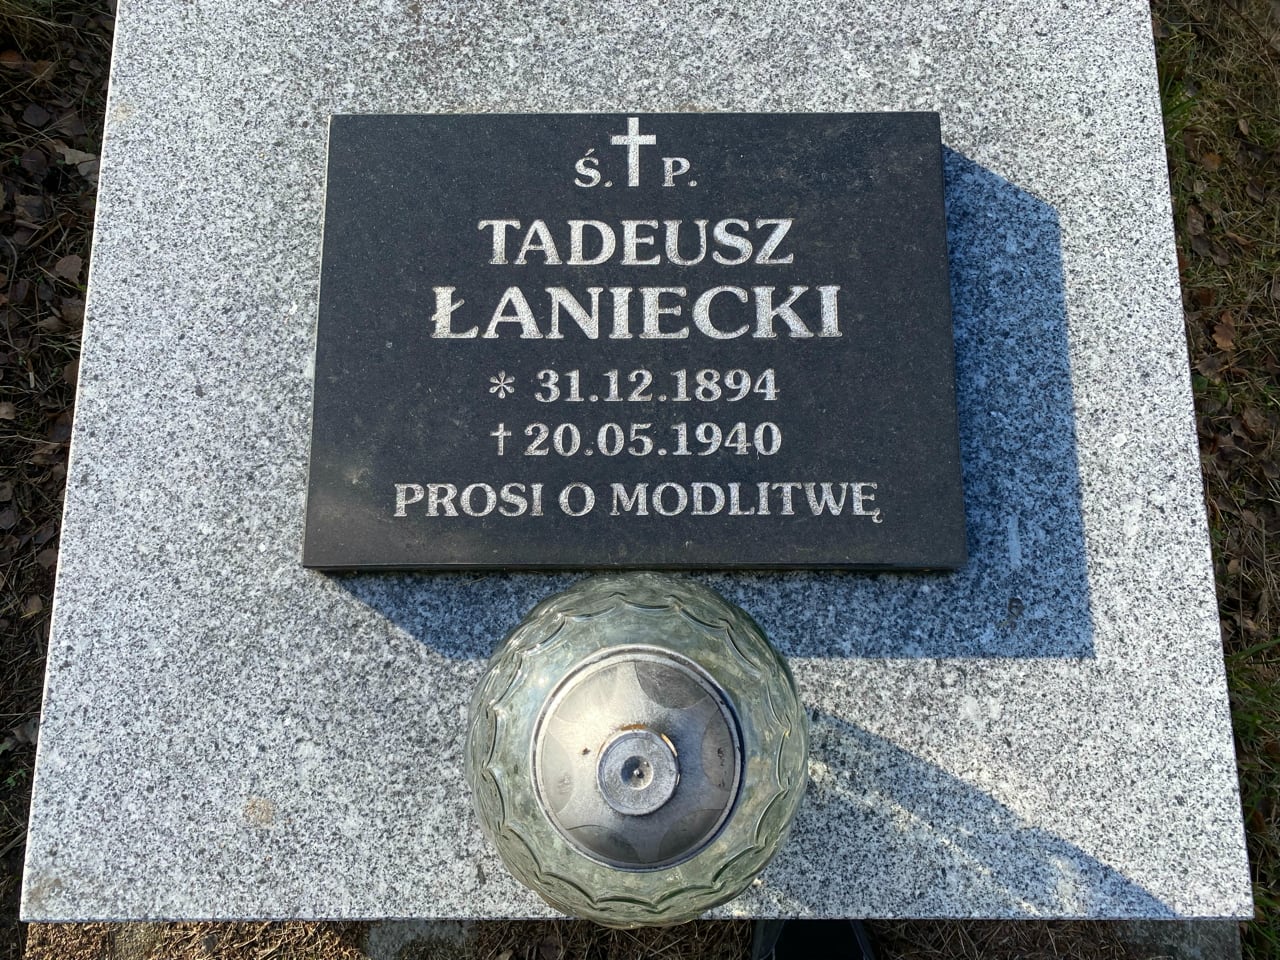 Ś. P.
TADEUSZ
ŁANIECKI
* 31.12.1894
† 20.05.1940
PROSI O MODLITWĘ